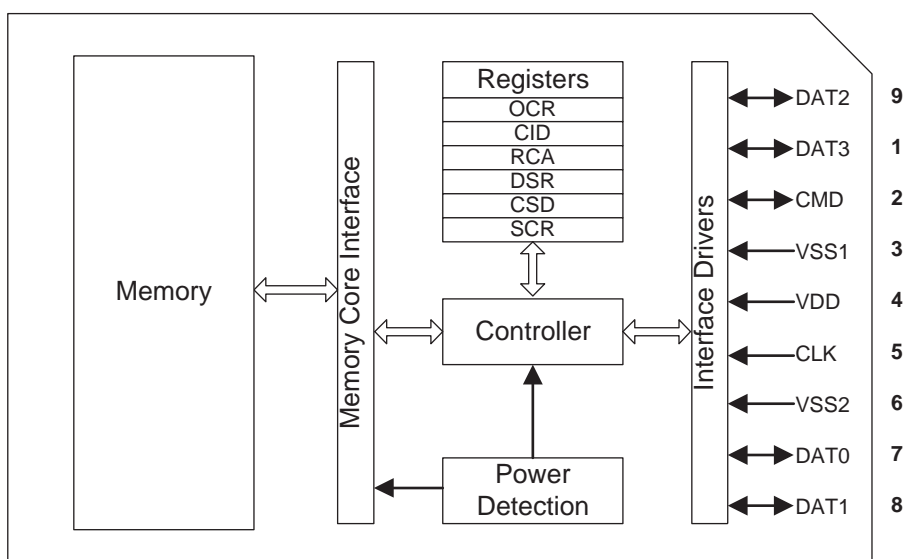 Memory
Memory Core Interface
Registers
OCR
CID
RCA
DSR
CSD
SCR
Controller
Power
Detection
Interface Drivers
DAT2 9
DAT3 1
CMD 2
VSS1 3
VDD 4
CLK 5
VSS2 6
DAT0 7
DAT1 8